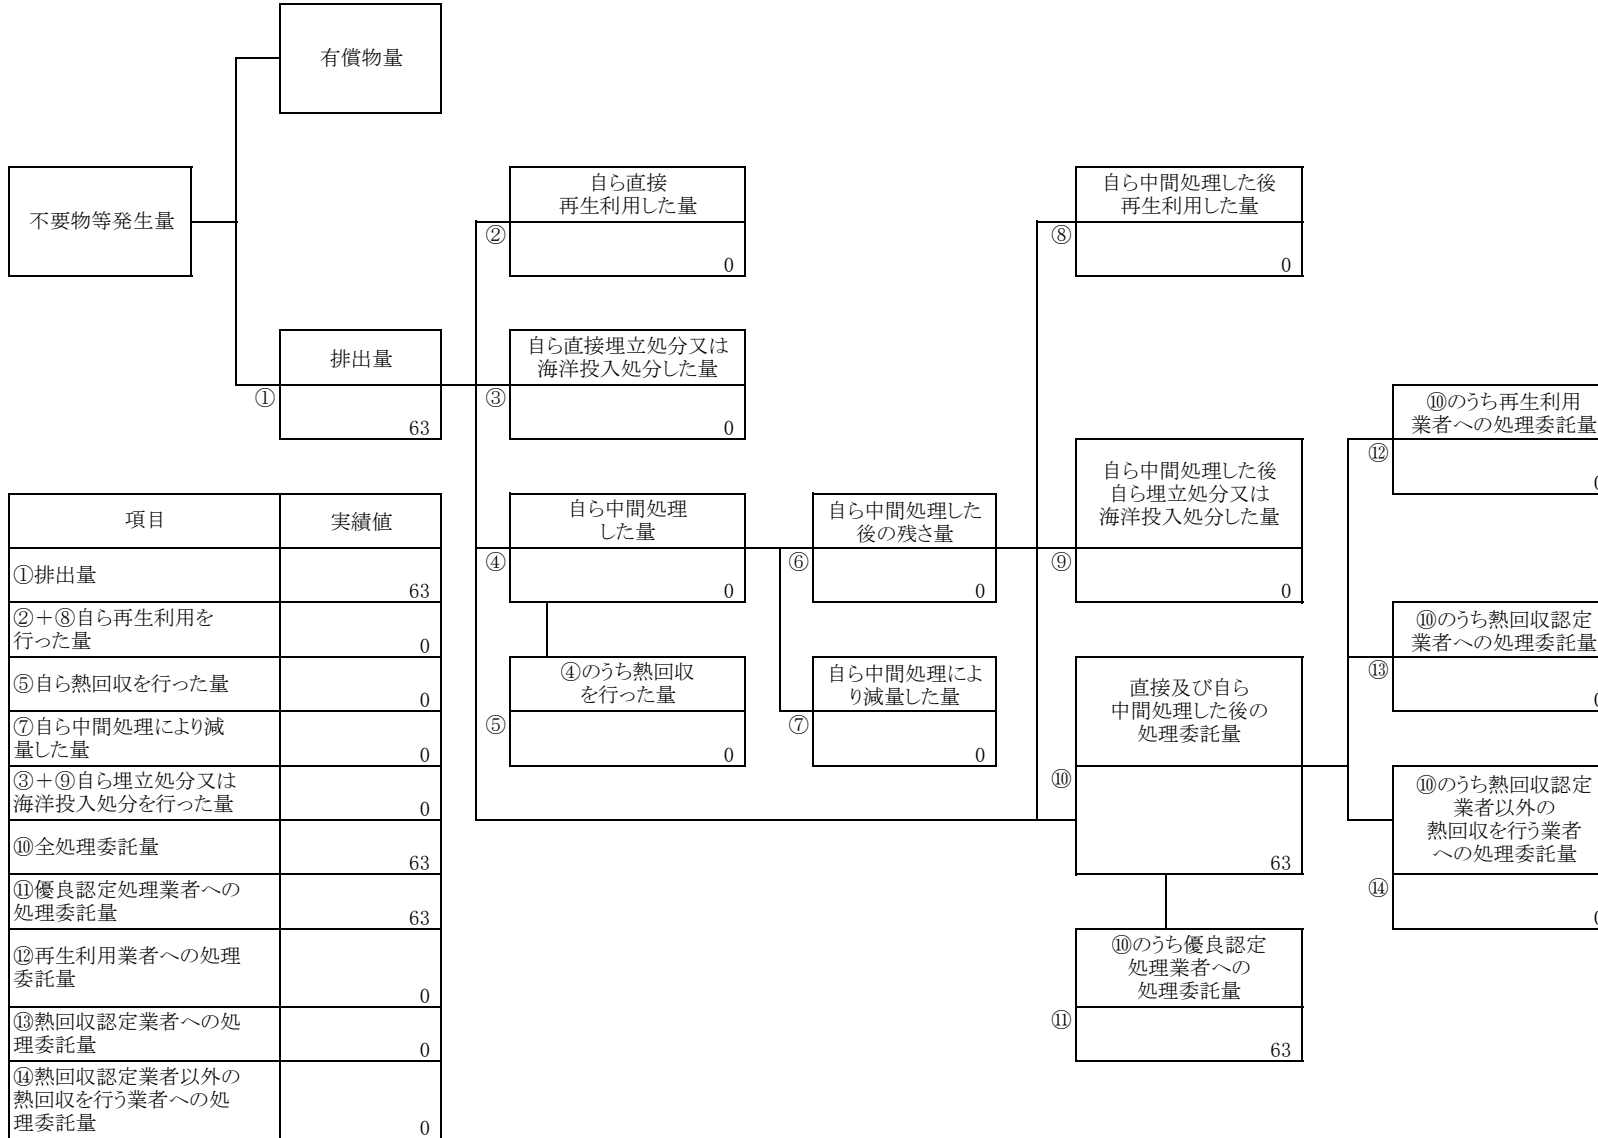 有償物量
不要物等発生量
自ら直接
再生利用した量
②
0
自ら中間処理した後
再生利用した量
⑧
0
排出量
①
63
自ら直接埋立処分又は
海洋投入処分した量
③
0
⑩のうち再生利用
業者への処理委託量
⑫
0
自ら中間処理した
後の残さ量
⑥
0
自ら中間処理
した量
④
0
自ら中間処理した後
自ら埋立処分又は
海洋投入処分した量
⑨
0
④のうち熱回収
を行った量
⑤
0
自ら中間処理によ
り減量した量
⑦
0
直接及び自ら
中間処理した後の
処理委託量
⑩
63
⑩のうち熱回収認定
業者への処理委託量
⑬
0
⑩のうち熱回収認定
業者以外の
熱回収を行う業者
への処理委託量
⑭
0
⑩のうち優良認定
処理業者への
処理委託量
⑪
63
項目 実績値
①排出量
63
②+⑧自ら再生利用を
行った量
0
⑤自ら熱回収を行った量
0
⑦自ら中間処理により減
量した量
0
③+⑨自ら埋立処分又は
海洋投入処分を行った量
0
⑩全処理委託量
63
⑪優良認定処理業者への
処理委託量
63
⑫再生利用業者への処理
委託量
0
⑬熱回収認定業者への処
理委託量
0
⑭熱回収認定業者以外の
熱回収を行う業者への処
理委託量
0